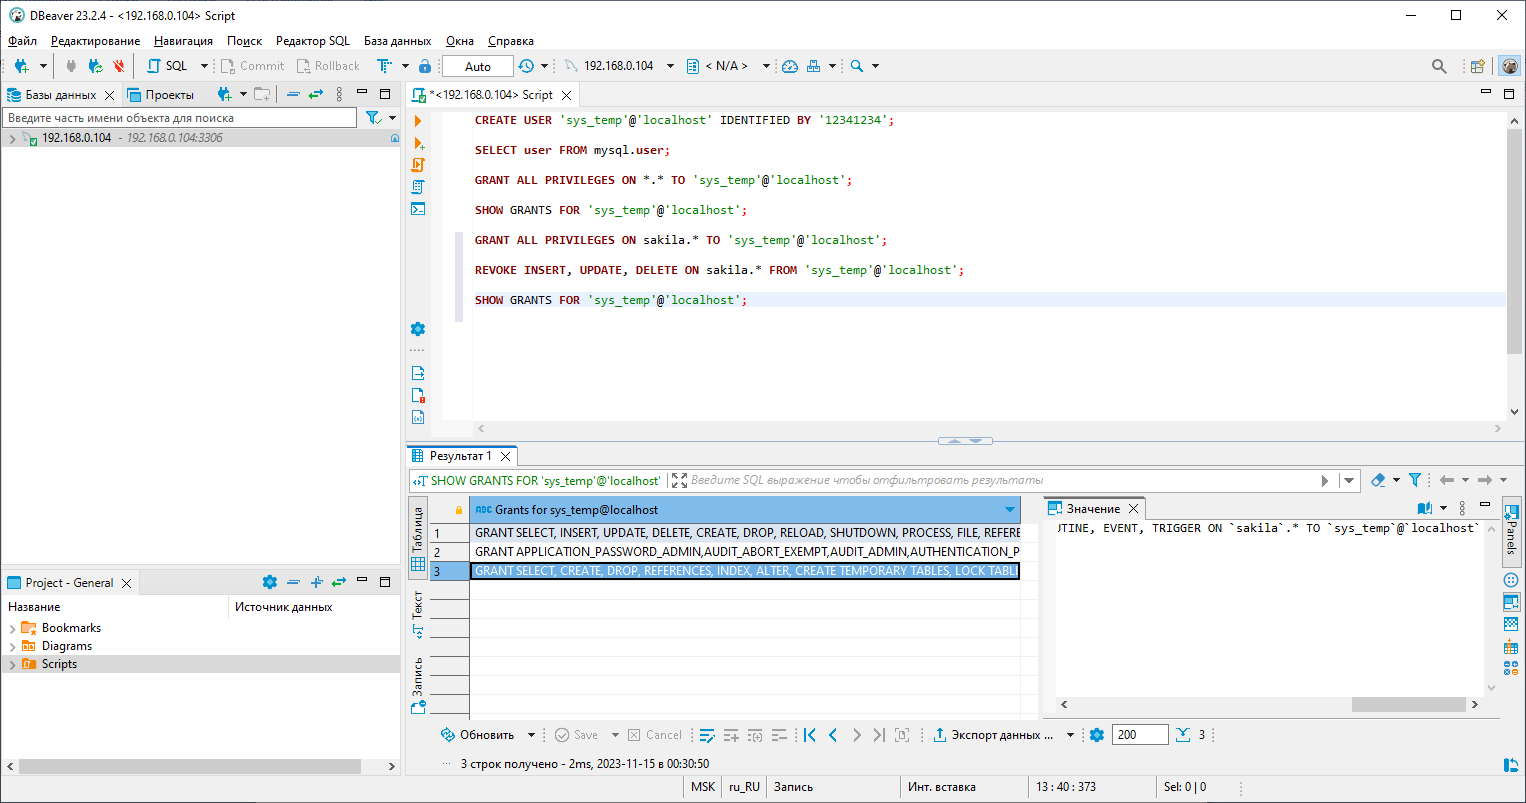 DBeaver 23.2.4 - <192.168.0.104> Script
Файл Редактирование Навигация Поиск Редактор SQL База данных Окна Справка
SQL Commit Rollback Auto 192.168.0.104 < N/A >
Базы данных Проекты
Введите часть имени объекта для поиска
192.168.0.104 - 192.168.0.104:3306
*<192.168.0.104> Script
CREATE USER 'sys_temp'@'localhost' IDENTIFIED BY '12341234';
SELECT user FROM mysql.user;
GRANT ALL PRIVILEGES ON *.* TO 'sys_temp'@'localhost';
SHOW GRANTS FOR 'sys_temp'@'localhost';
GRANT ALL PRIVILEGES ON sakila.* TO 'sys_temp'@'localhost';
REVOKE INSERT, UPDATE, DELETE ON sakila.* FROM 'sys_temp'@'localhost';
SHOW GRANTS FOR 'sys_temp'@'localhost';
Результат 1
SHOW GRANTS FOR 'sys_temp'@'localhost'
Введите SQL выражение чтобы отфильтровать результаты
Таблица
Текст
Запись
ABC Grants for sys_temp@localhost
1 GRANT SELECT, INSERT, UPDATE, DELETE, CREATE, DROP, RELOAD, SHUTDOWN, PROCESS, FILE, REFERE
2 GRANT APPLICATION_PASSWORD_ADMIN,AUDIT_ABORT_EXEMPT,AUDIT_ADMIN,AUTHENTICATION_P
3 GRANT SELECT, CREATE, DROP, REFERENCES, INDEX, ALTER, CREATE TEMPORARY TABLES, LOCK TABL
Значение
UTINE, EVENT, TRIGGER ON `sakila`.* TO `sys_temp`@`localhost`
Panels
Обновить Save Cancel Экспорт данных ... 200 3
3 строк получено - 2ms, 2023-11-15 в 00:30:50
Project - General
Название Источник данных
Bookmarks
Diagrams
Scripts
MSK ru_RU Запись Инт. вставка 13 : 40 : 373 Sel: 0 | 0